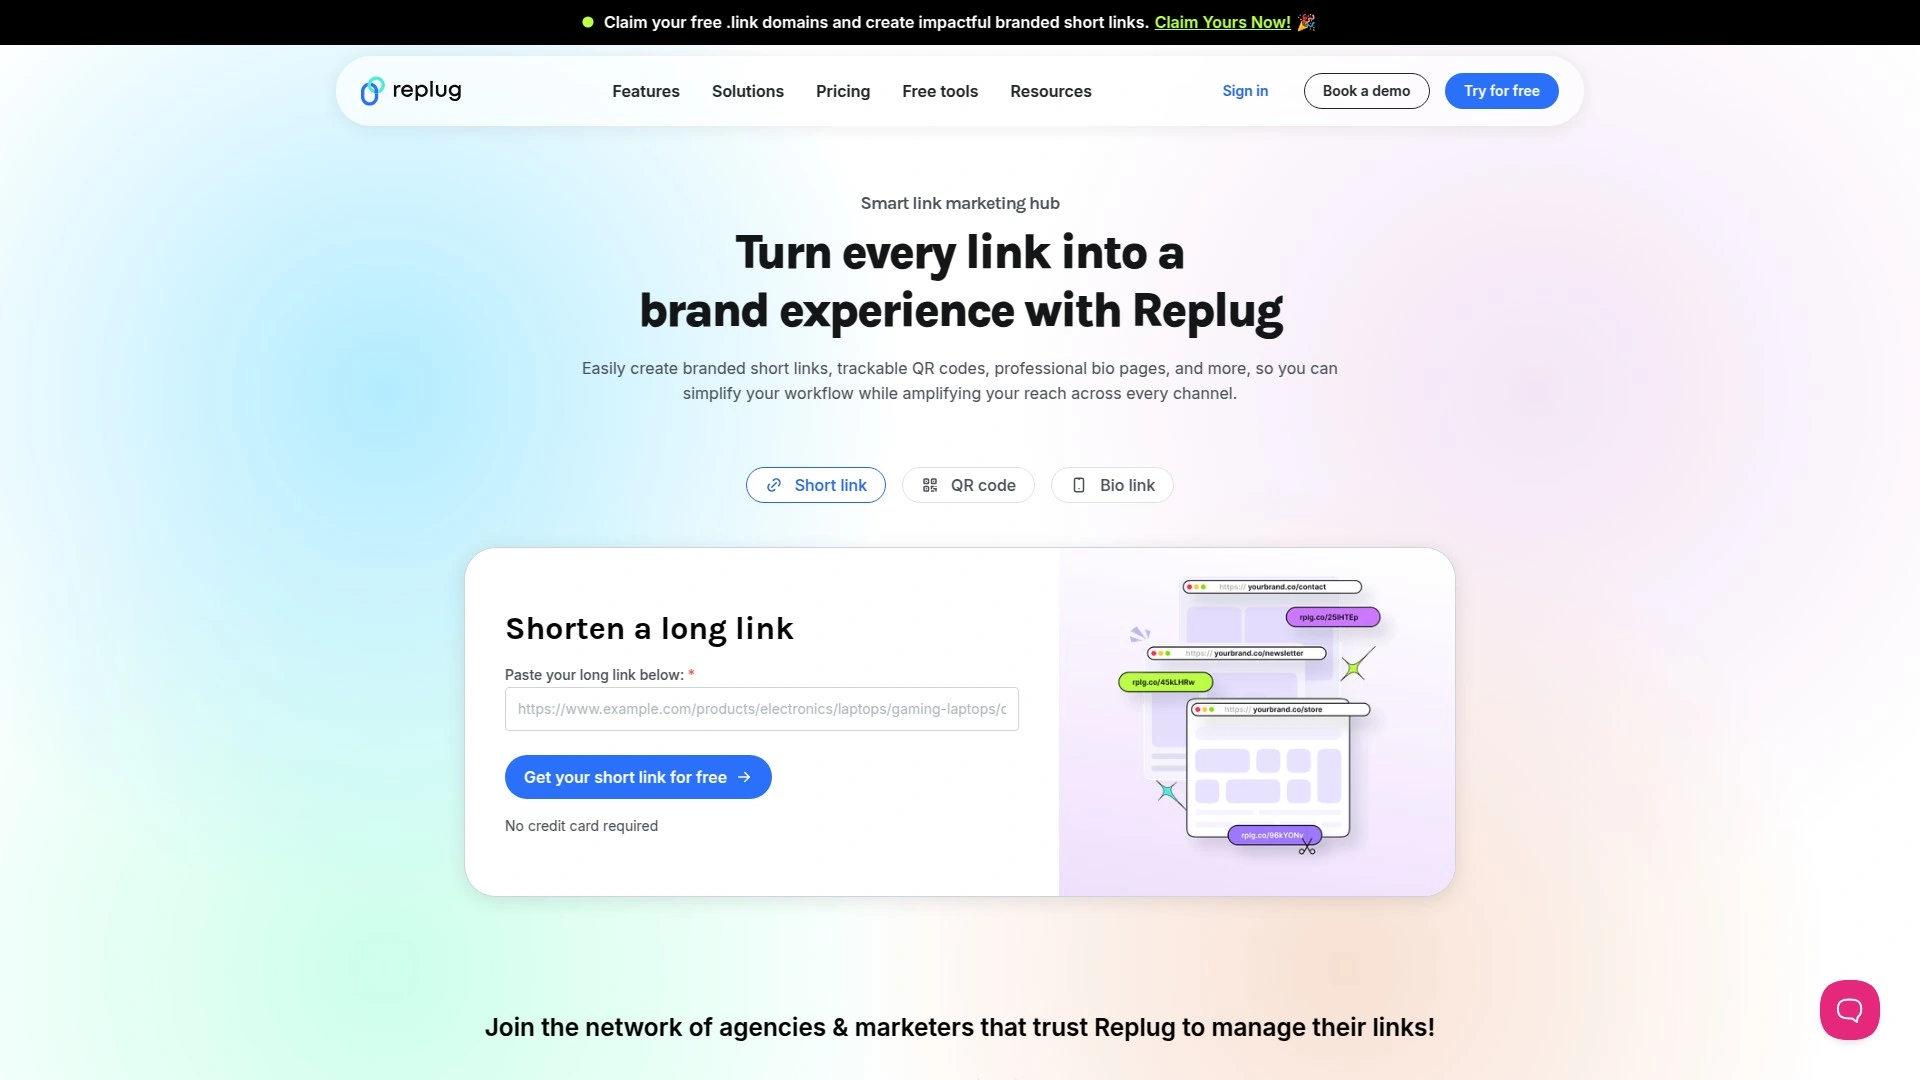 Claim your free .link domains and create impactful branded short links. Claim Yours Now! 🎉
replug
Features
Solutions
Pricing
Free tools
Resources
Sign in
Book a demo
Try for free
Smart link marketing hub
Turn every link into a
brand experience with Replug
Easily create branded short links, trackable QR codes, professional bio pages, and more, so you can
simplify your workflow while amplifying your reach across every channel.
Short link
QR code
Bio link
Shorten a long link
Paste your long link below: *
https://www.example.com/products/electronics/laptops/gaming-laptops/c
Get your short link for free →
No credit card required
https:// yourbrand.co/contact
rplg.co/25lHTEp
https:// yourbrand.co/newsletter
rplg.co/45kLHRw
https:// yourbrand.co/store
rplg.co/96kYONv
Join the network of agencies & marketers that trust Replug to manage their links!